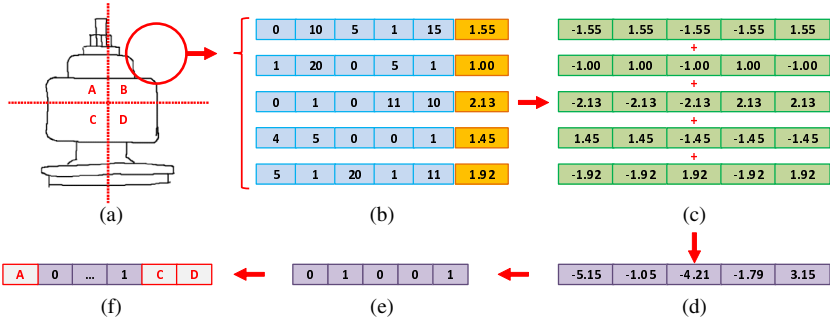 0 10 5 1 15 1.55
-1.55 -1.55 -1.55 -1.55 1.55
+
1 20 0 5 1 1.00
-1.00 1.00 -1.00 1.00 -1.00
A B
+
0 1 0 11 10 2.13
-2.13 -2.13 -2.13 2.13 2.13
C D
+
4 5 0 0 1 1.45
1.45 1.45 -1.45 -1.45 -1.45
+
5 1 20 1 11 1.92
-1.92 -1.92 1.92 -1.92 1.92
(a) (b) (c)
A 0 ... 1 C D
0 1 0 0 1
-5.15 -1.05 -4.21 -1.79 3.15
(f) (e) (d)